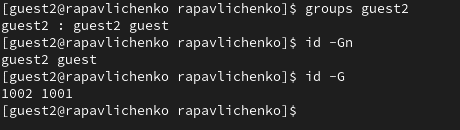 [guest2@rapavlichenko rapavlichenko]$ groups guest2
guest2 : guest2 guest
[guest2@rapavlichenko rapavlichenko]$ id -Gn
guest2 guest
[guest2@rapavlichenko rapavlichenko]$ id -G
1002 1001
[guest2@rapavlichenko rapavlichenko]$